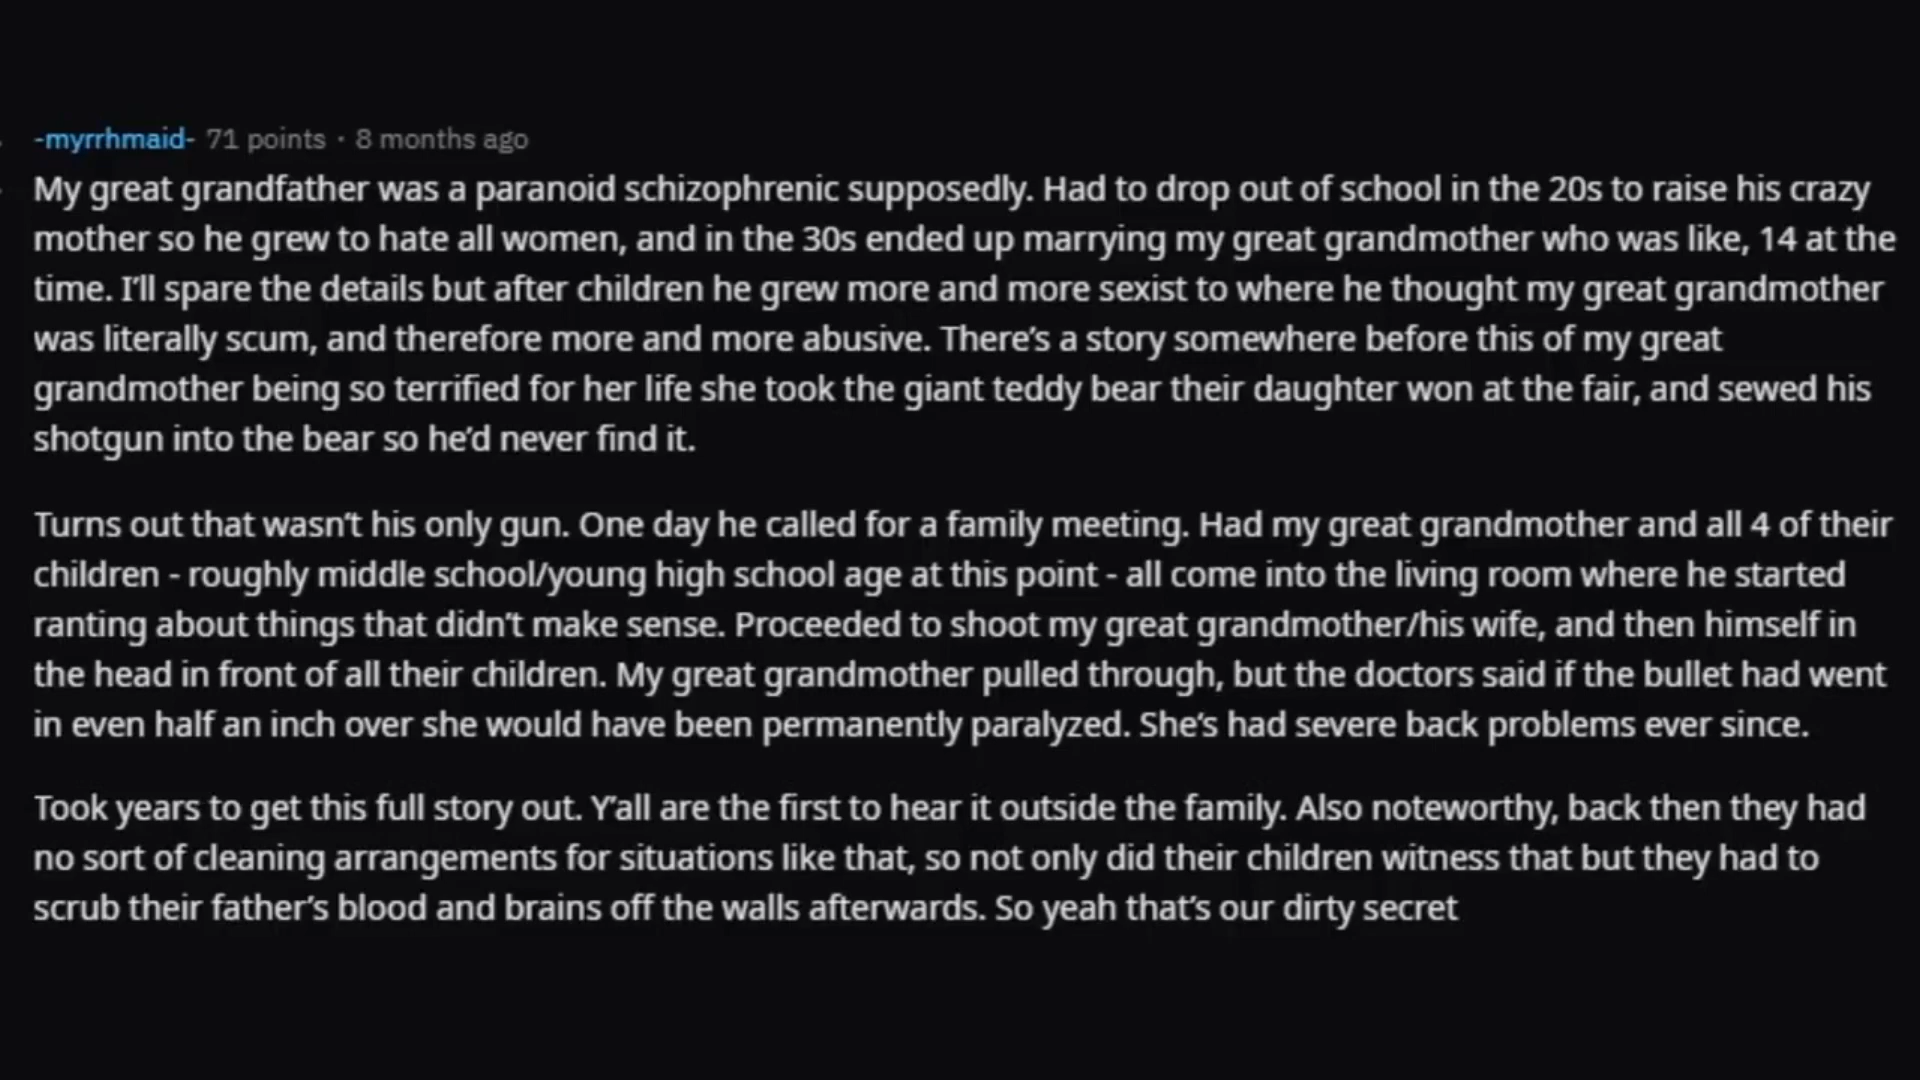 -myrrhmaid- 71 points · 8 months ago
My great grandfather was a paranoid schizophrenic supposedly. Had to drop out of school in the 20s to raise his crazy
mother so he grew to hate all women, and in the 30s ended up marrying my great grandmother who was like, 14 at the
time. I’ll spare the details but after children he grew more and more sexist to where he thought my great grandmother
was literally scum, and therefore more and more abusive. There’s a story somewhere before this of my great
grandmother being so terrified for her life she took the giant teddy bear their daughter won at the fair, and sewed his
shotgun into the bear so he’d never find it.
Turns out that wasn’t his only gun. One day he called for a family meeting. Had my great grandmother and all 4 of their
children - roughly middle school/young high school age at this point - all come into the living room where he started
ranting about things that didn’t make sense. Proceeded to shoot my great grandmother/his wife, and then himself in
the head in front of all their children. My great grandmother pulled through, but the doctors said if the bullet had went
in even half an inch over she would have been permanently paralyzed. She’s had severe back problems ever since.
Took years to get this full story out. Y’all are the first to hear it outside the family. Also noteworthy, back then they had
no sort of cleaning arrangements for situations like that, so not only did their children witness that but they had to
scrub their father’s blood and brains off the walls afterwards. So yeah that’s our dirty secret